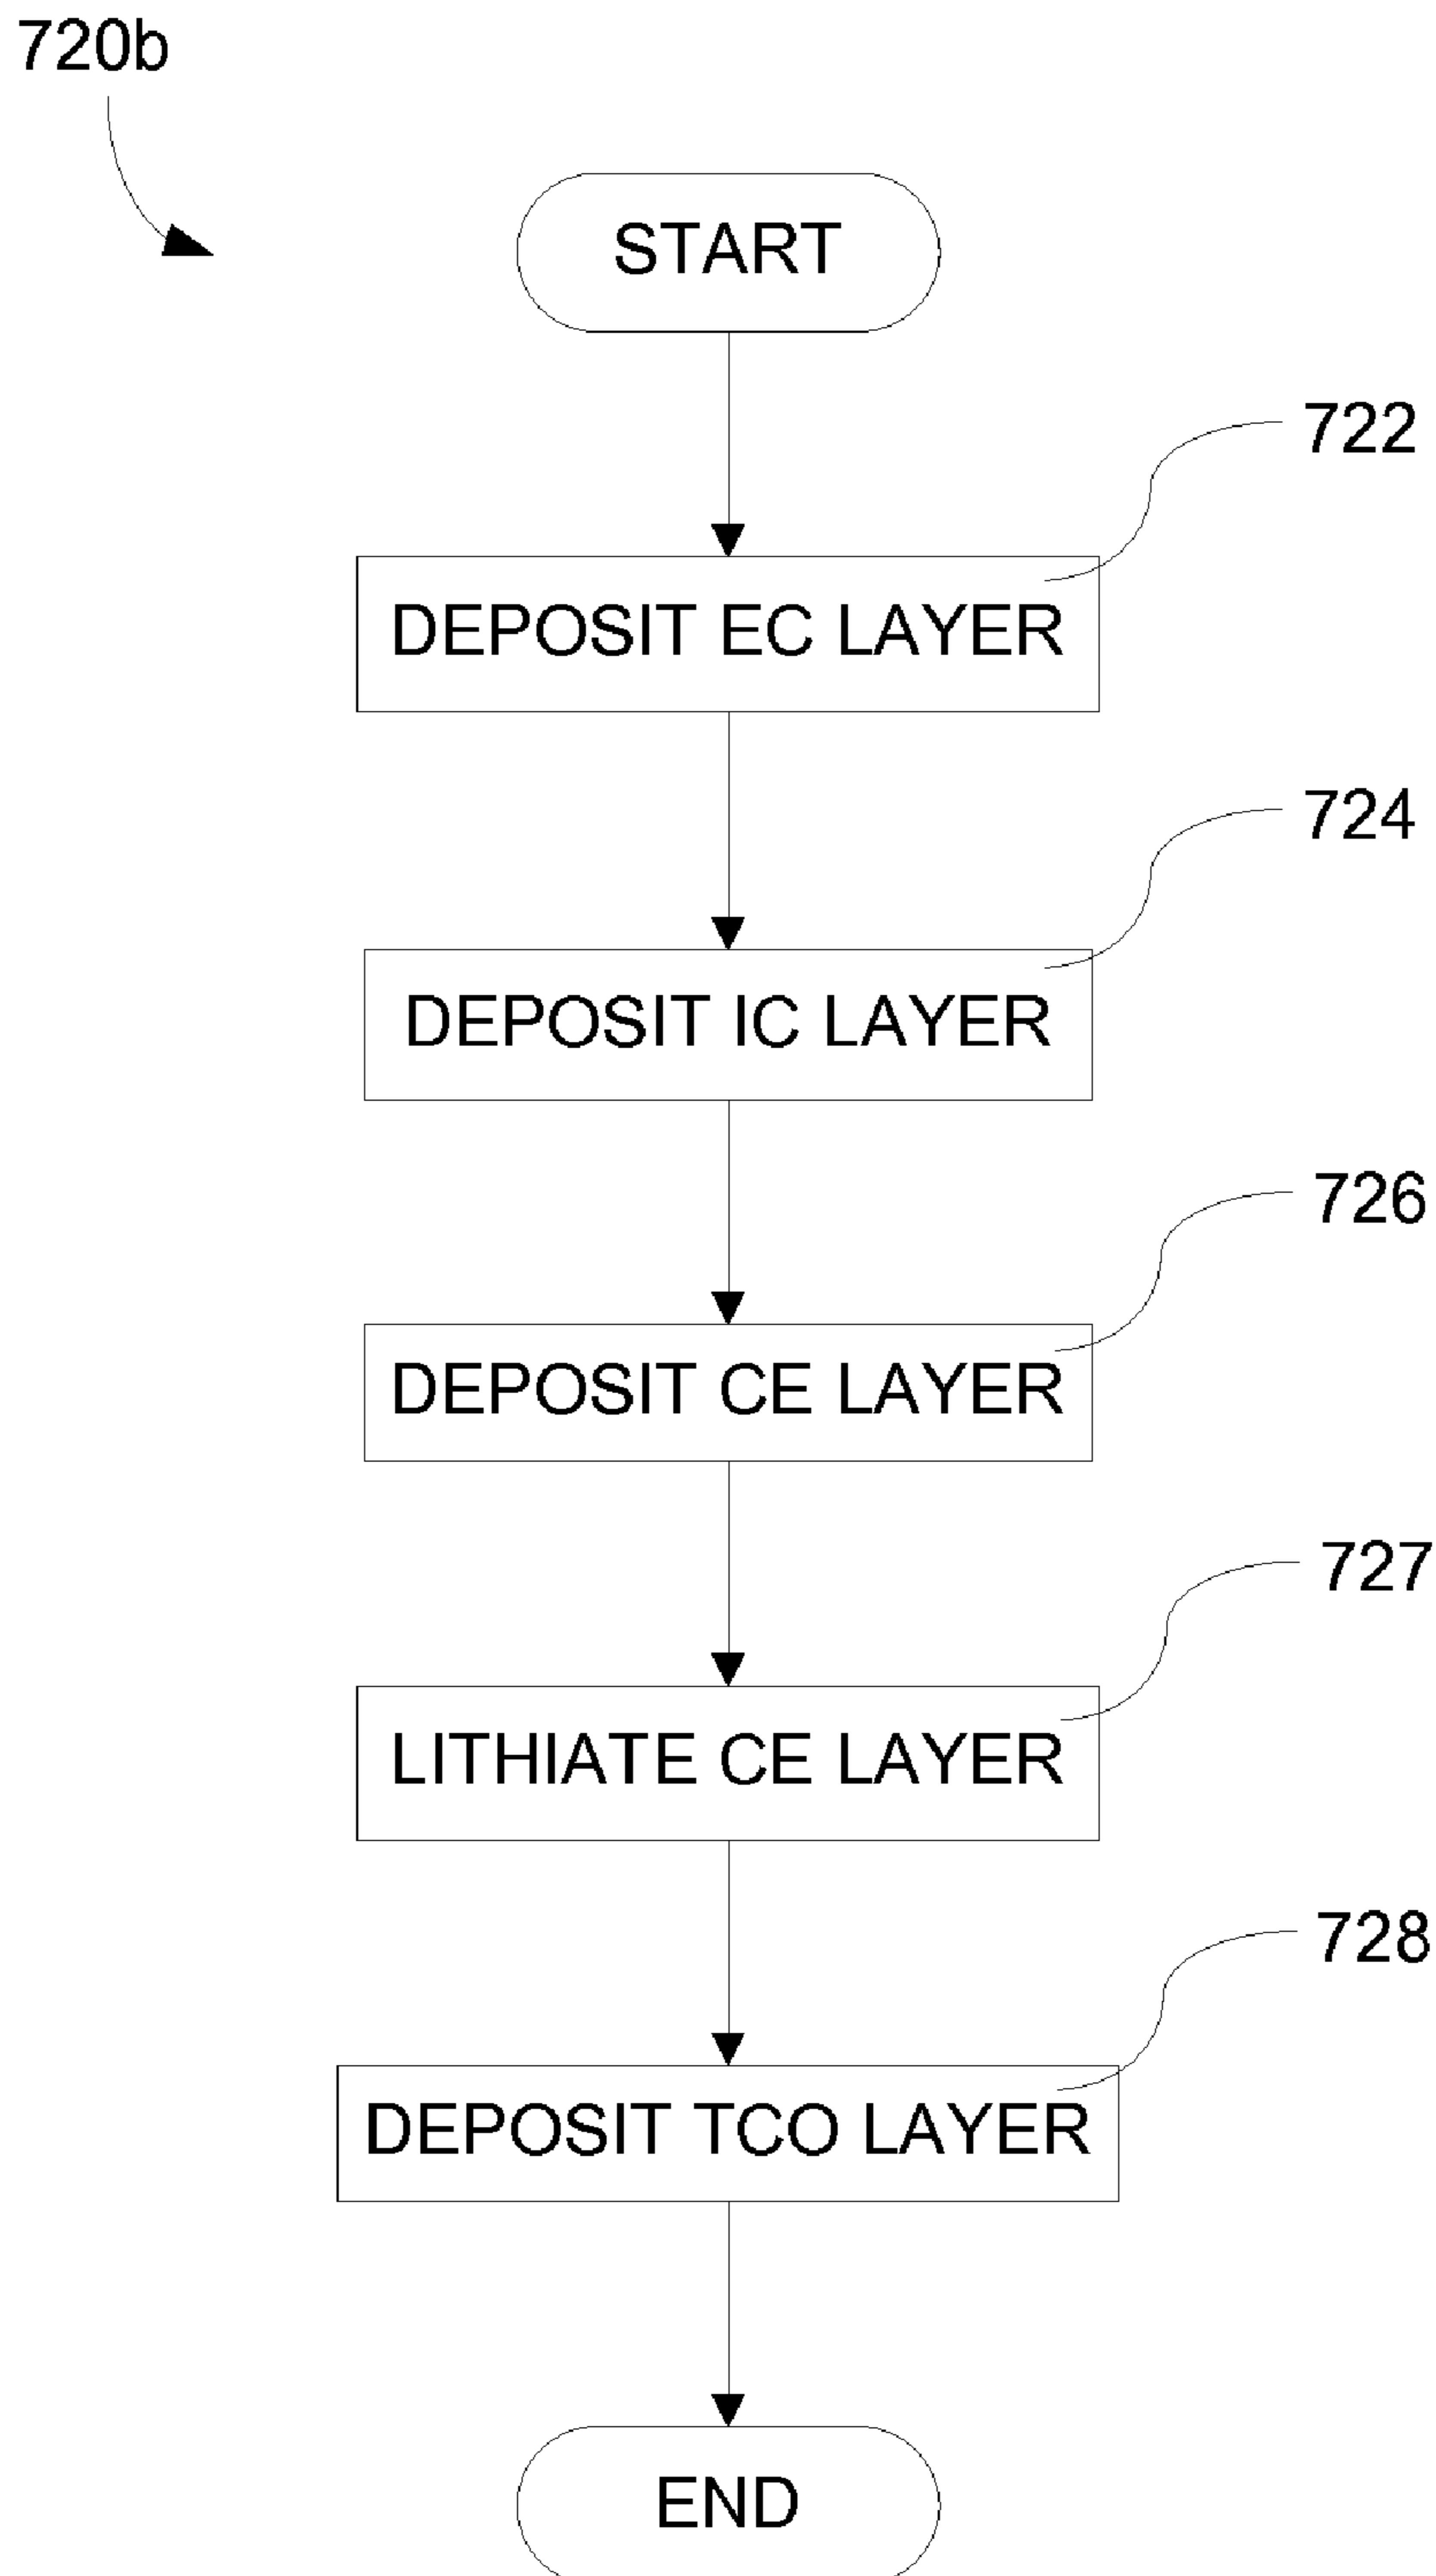 720b
START
722
DEPOSIT EC LAYER
724
DEPOSIT IC LAYER
726
DEPOSIT CE LAYER
727
LITHIATE CE LAYER
728
DEPOSIT TCO LAYER
END